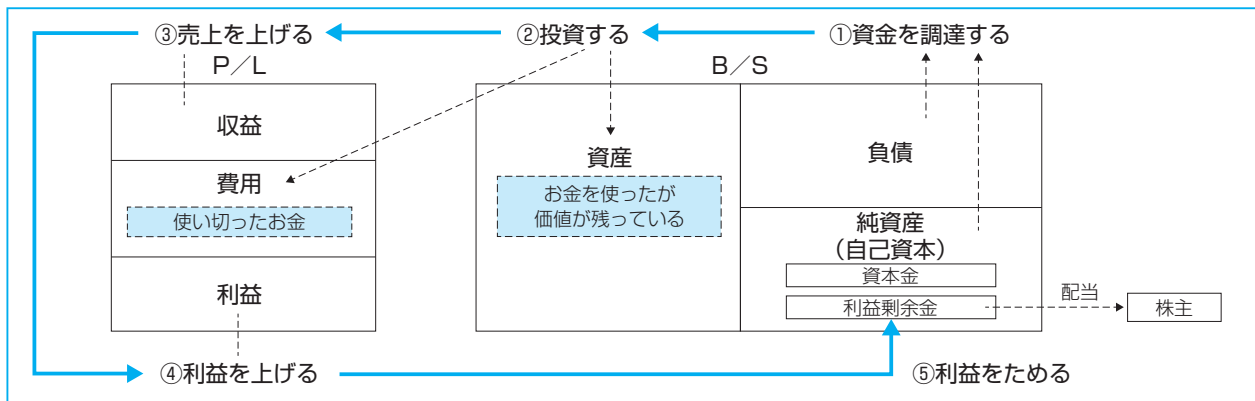 ③売上を上げる
②投資する
①資金を調達する
P／L
B／S
収益
費用
使い切ったお金
利益
資産
お金を使ったが
価値が残っている
負債
純資産
（自己資本）
資本金
利益剰余金
配当
株主
④利益を上げる
⑤利益をためる